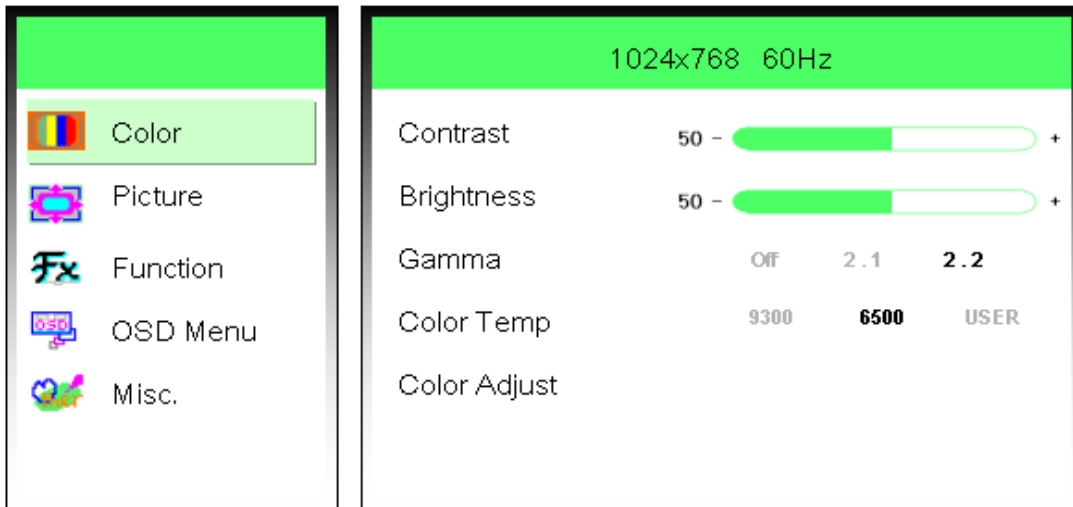 Color
Picture
Function
OSD Menu
Misc.
1024x768 60Hz
Contrast 50 - +
Brightness 50 - +
Gamma Off 2.1 2.2
Color Temp 9300 6500 USER
Color Adjust